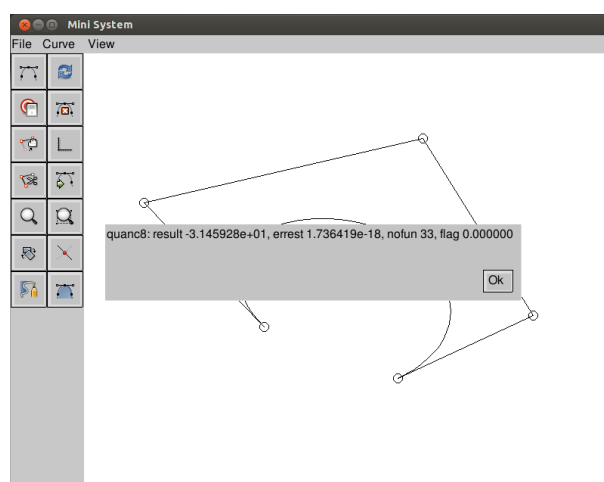 Mini System
File Curve View
quanc8: result -3.145928e+01, errest 1.736419e-18, nofun 33, flag 0.000000
Ok